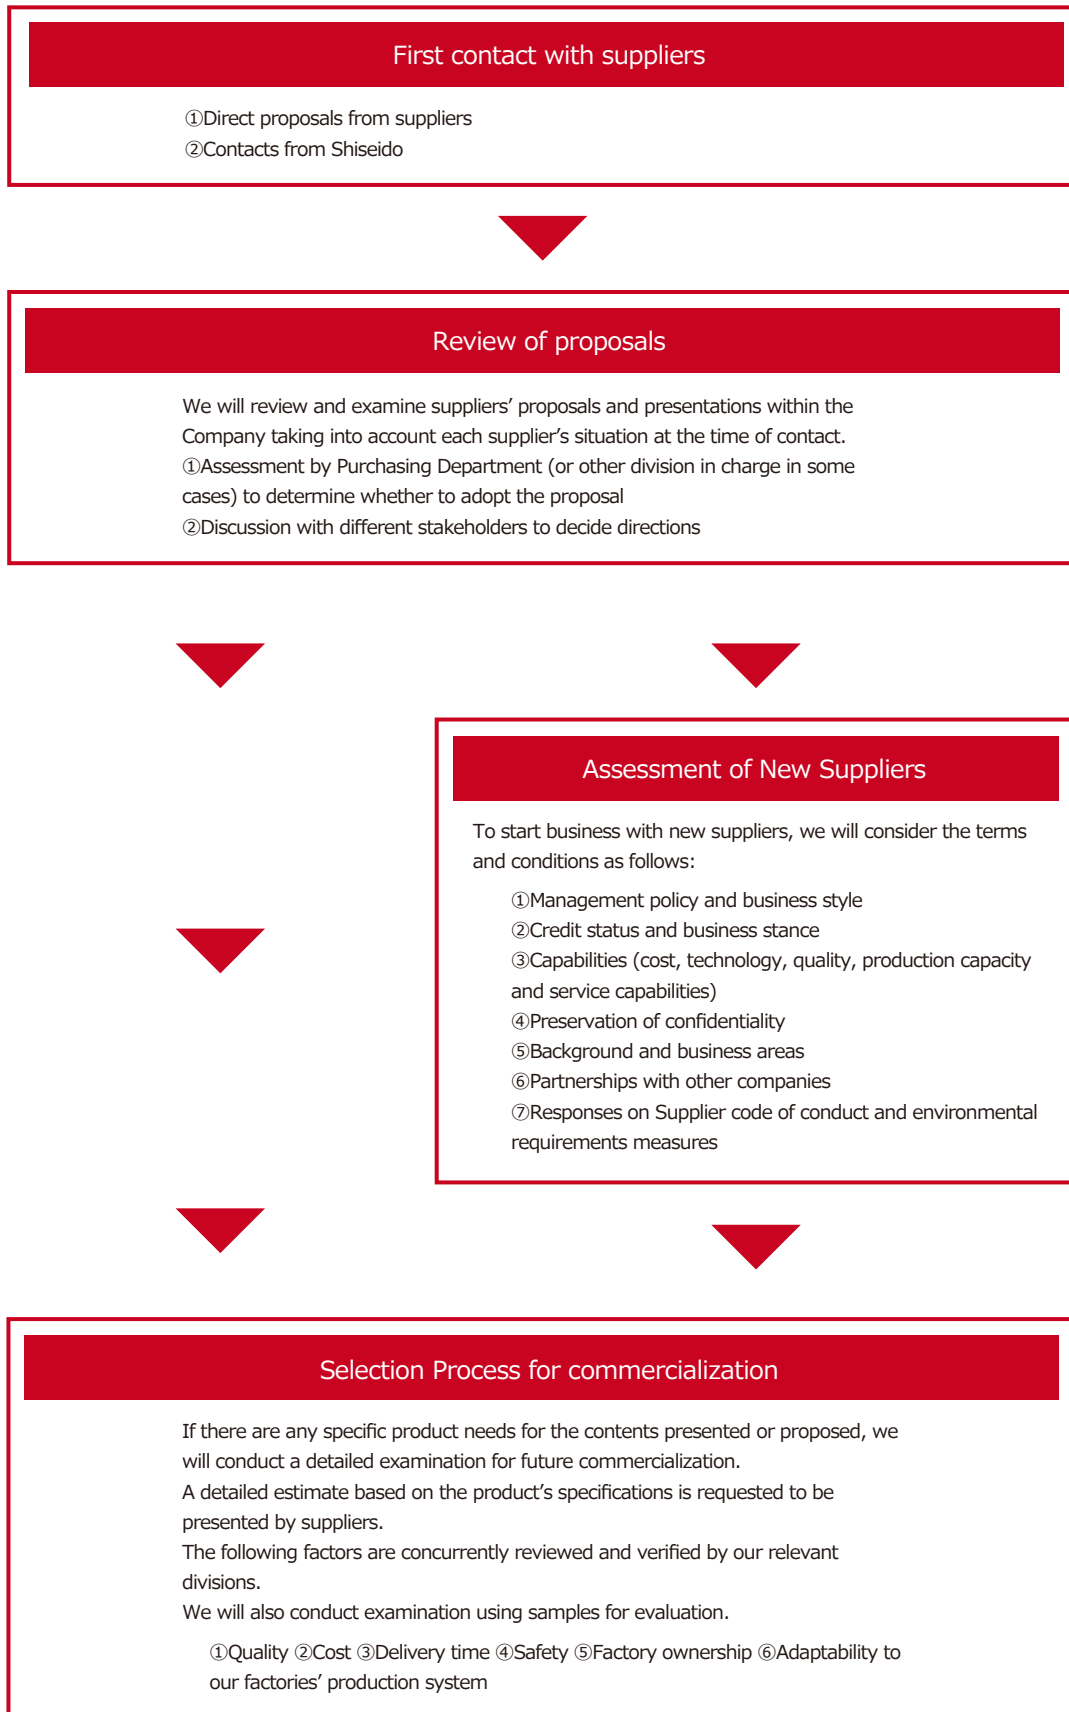 First contact with suppliers
①Direct proposals from suppliers
②Contacts from Shiseido
Review of proposals
We will review and examine suppliers’ proposals and presentations within the
Company taking into account each supplier’s situation at the time of contact.
①Assessment by Purchasing Department (or other division in charge in some
cases) to determine whether to adopt the proposal
②Discussion with different stakeholders to decide directions
Assessment of New Suppliers
To start business with new suppliers, we will consider the terms
and conditions as follows:
①Management policy and business style
②Credit status and business stance
③Capabilities (cost, technology, quality, production capacity
and service capabilities)
④Preservation of confidentiality
⑤Background and business areas
⑥Partnerships with other companies
⑦Responses on Supplier code of conduct and environmental
requirements measures
Selection Process for commercialization
If there are any specific product needs for the contents presented or proposed, we
will conduct a detailed examination for future commercialization.
A detailed estimate based on the product’s specifications is requested to be
presented by suppliers.
The following factors are concurrently reviewed and verified by our relevant
divisions.
We will also conduct examination using samples for evaluation.
①Quality ②Cost ③Delivery time ④Safety ⑤Factory ownership ⑥Adaptability to
our factories’ production system